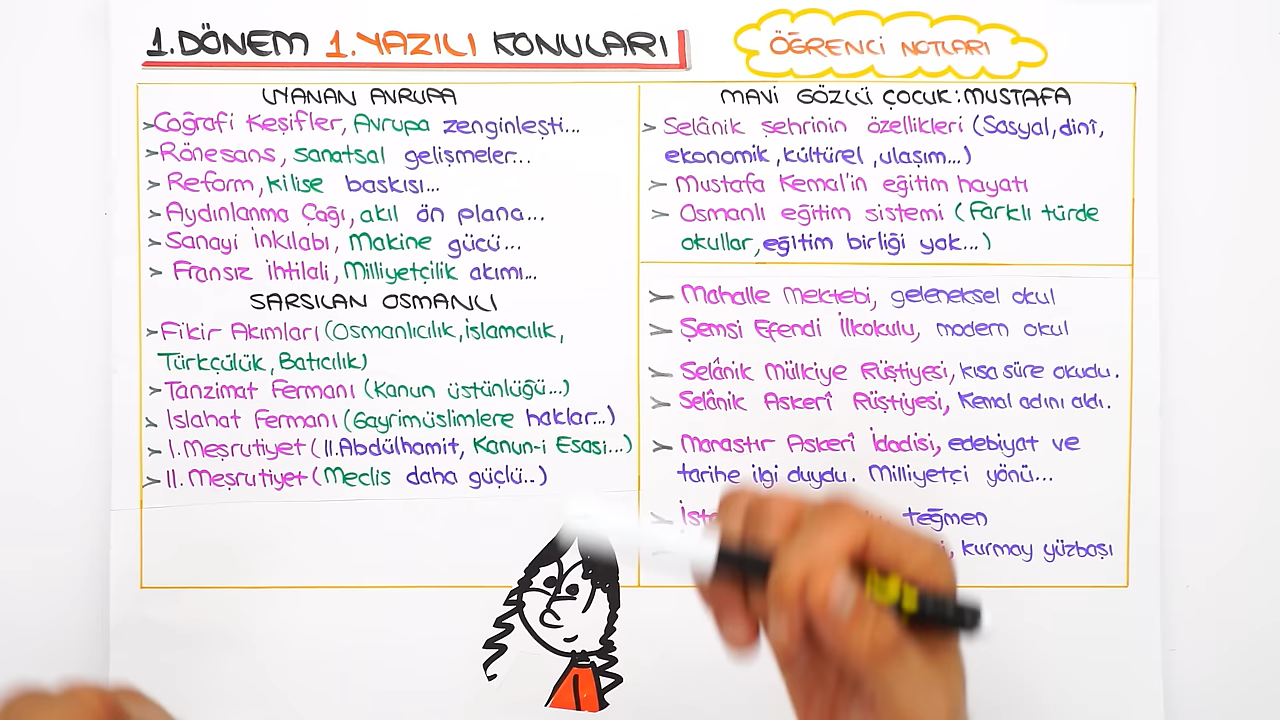 1.DÖNEM 1.YAZILI KONULARI
ÖĞRENCİ NOTLARI
UYANAN AVRUPA
➤Coğrafi Keşifler, Avrupa zenginleşti...
➤Rönesans, sanatsal gelişmeler...
➤Reform, kilise baskısı...
➤Aydınlanma Çağı, akıl ön plana...
➤Sanayi İnkılabı, Makine gücü...
➤Fransız İhtilali, Milliyetçilik akımı...
SARSILAN OSMANLI
➤Fikir Akımları (Osmanlıcılık, İslamcılık,
Türkçülük, Batıcılık)
➤Tanzimat Fermanı (Kanun üstünlüğü...)
➤Islahat Fermanı (Gayrimüslimlere haklar...)
➤I.Meşrutiyet (II.Abdülhamit, Kanun-i Esasi...)
➤II.Meşrutiyet (Meclis daha güçlü..)
MAVİ GÖZLÜ ÇOCUK: MUSTAFA
➤Selânik şehrinin özellikleri (Sosyal, dinî,
ekonomik, kültürel, ulaşım...)
➤Mustafa Kemal'in eğitim hayatı
➤Osmanlı eğitim sistemi (Farklı türde
okullar, eğitim birliği yok...)
➤Mahalle Mektebi, geleneksel okul
➤Şemsi Efendi İlkokulu, modern okul
➤Selânik Mülkiye Rüştiyesi, kısa süre okudu.
➤Selânik Askerî Rüştiyesi, Kemal adını aldı.
➤Manastır Askerî İdadisi, edebiyat ve
tarihe ilgi duydu. Milliyetçi yönü...
➤ teğmen
kurmay yüzbaşı